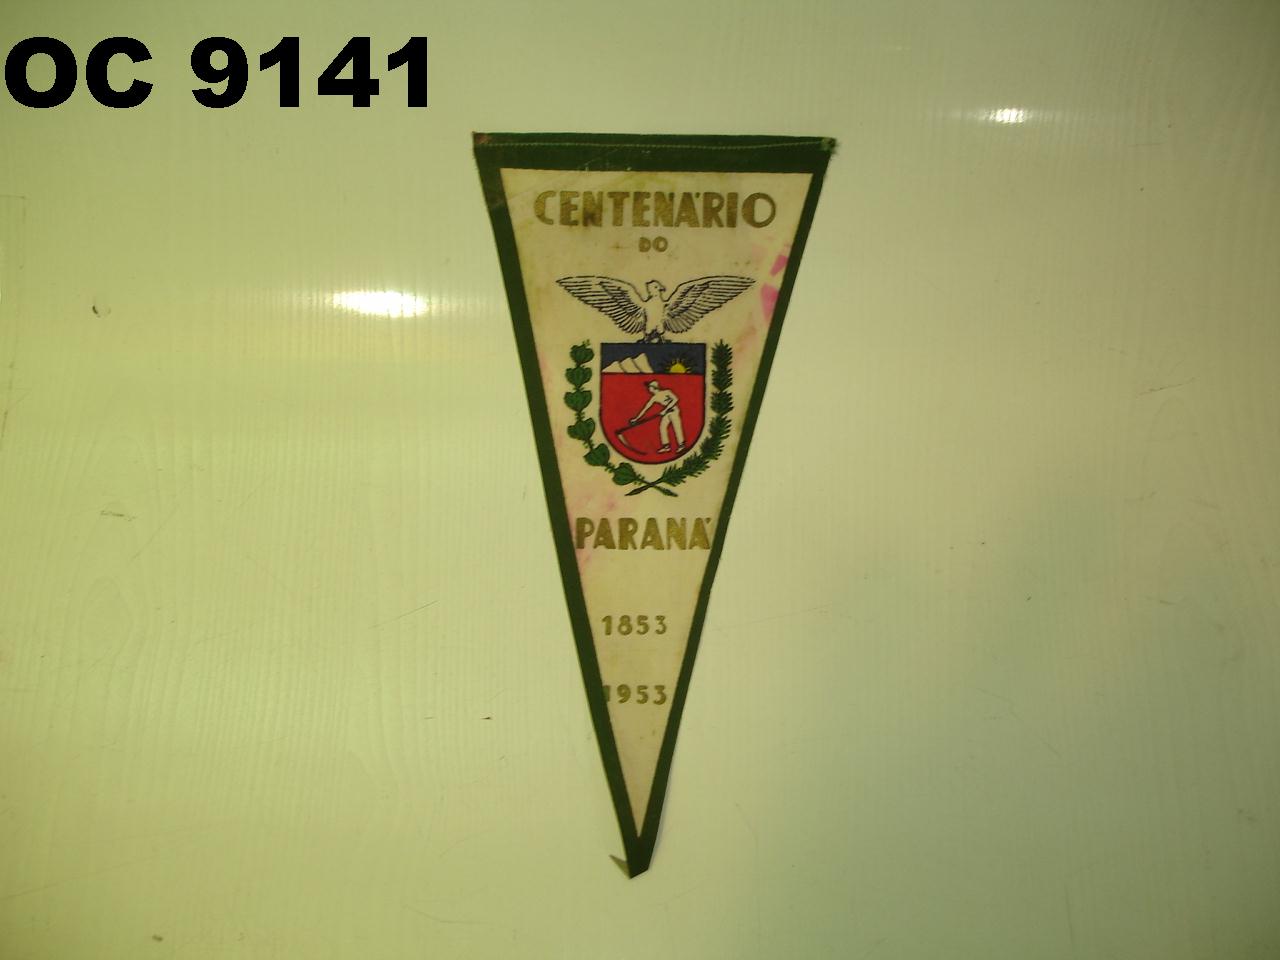 OC 9141
CENTENÁRIO
DO
PARANÁ
1853
1953